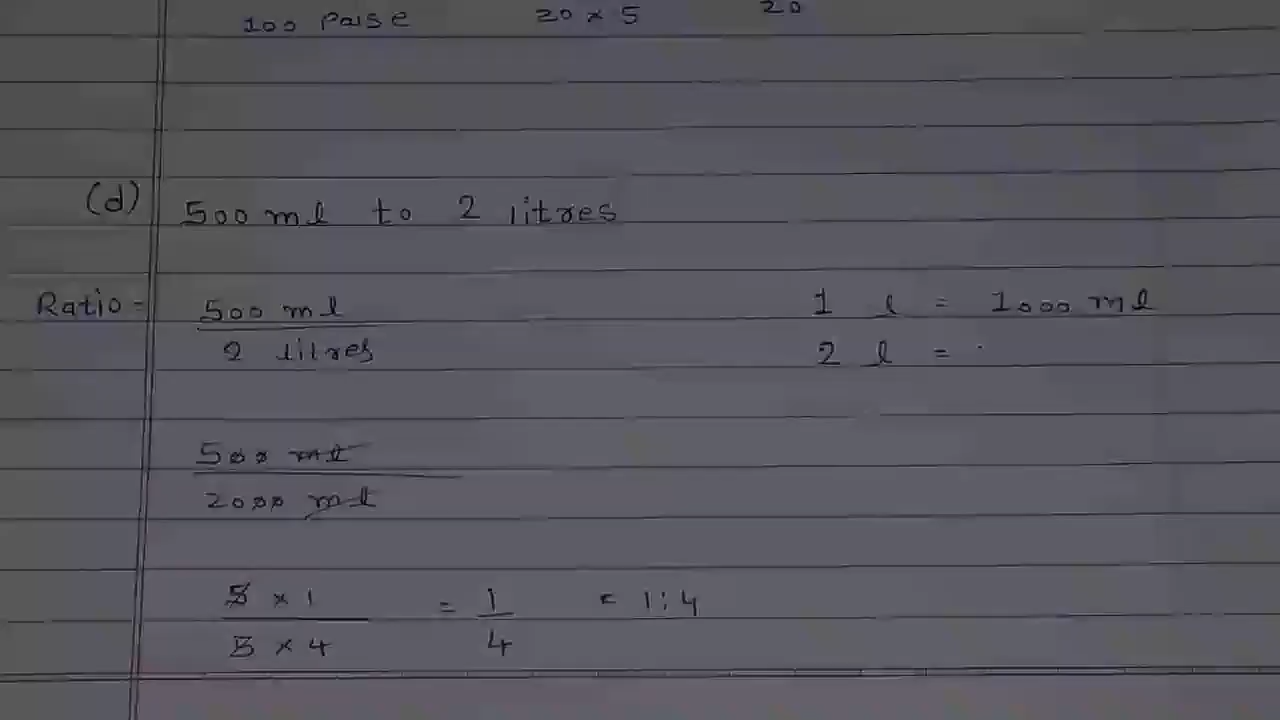 100 Paise 20 × 5 20
(d) 500 ml to 2 litres
Ratio = 500 ml 1 l = 1000 ml
2 litres 2 l =
500 ml
2000 ml
5 × 1 = 1 = 1:4
5 × 4 4